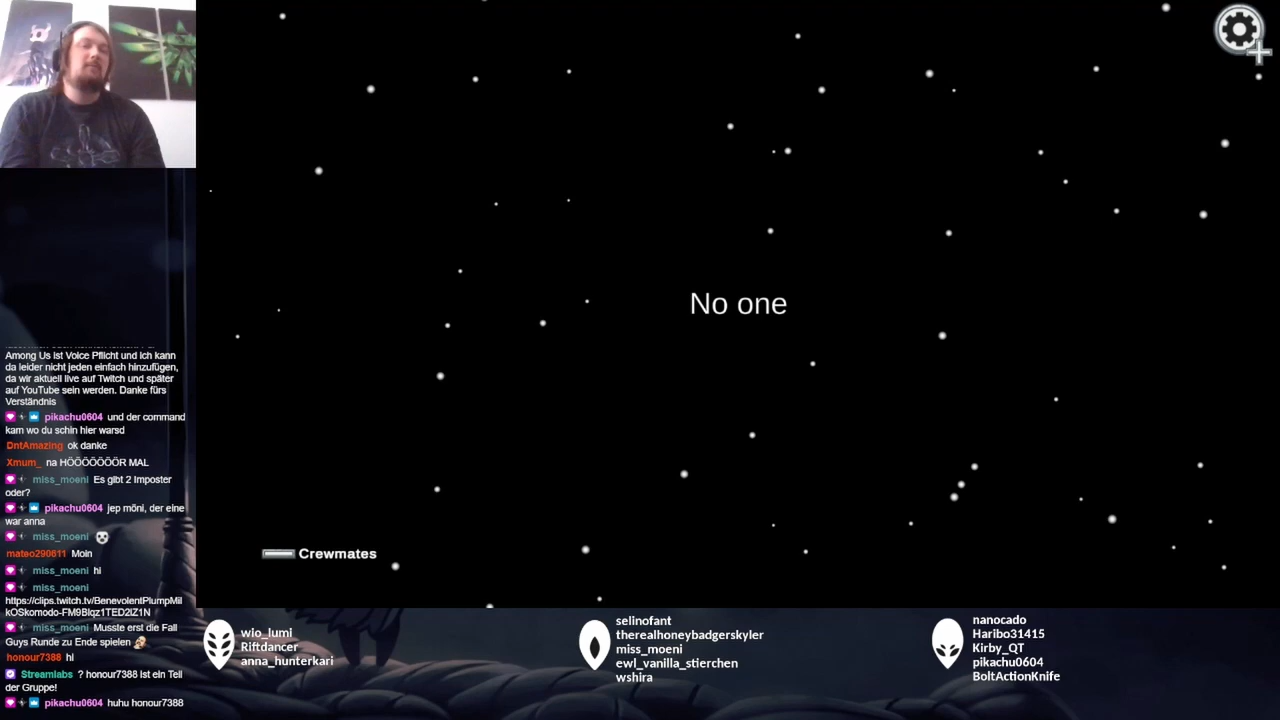 No one
Crewmates
Among Us ist Voice Pflicht und ich kann
da leider nicht jeden einfach hinzufügen,
da wir aktuell live auf Twitch und später
auf YouTube sein werden. Danke fürs
Verständnis
pikachu0604 und der command
kam wo du schin hier warsd
DntAmazing ok danke
Xmum_ na HÖÖÖÖÖÖÖR MAL
miss_moeni Es gibt 2 Imposter
oder?
pikachu0604 jep möni, der eine
war anna
miss_moeni
mateo290611 Moin
miss_moeni hi
miss_moeni
https://clips.twitch.tv/BenevolentPlumpMil
miss_moeni Musste erst die Fall
Guys Runde zu Ende spielen
honour7388 hi
Streamlabs ? honour7388 ist ein Teil
der Gruppe!
pikachu0604 huhu honour7388
wio_lumi
Riftdancer
anna_hunterkari
selinofant
therealhoneybadgerskyler
miss_moeni
ewl_vanilla_stierchen
wshira
nanocado
Haribo31415
Kirby_QT
pikachu0604
BoltActionKnife